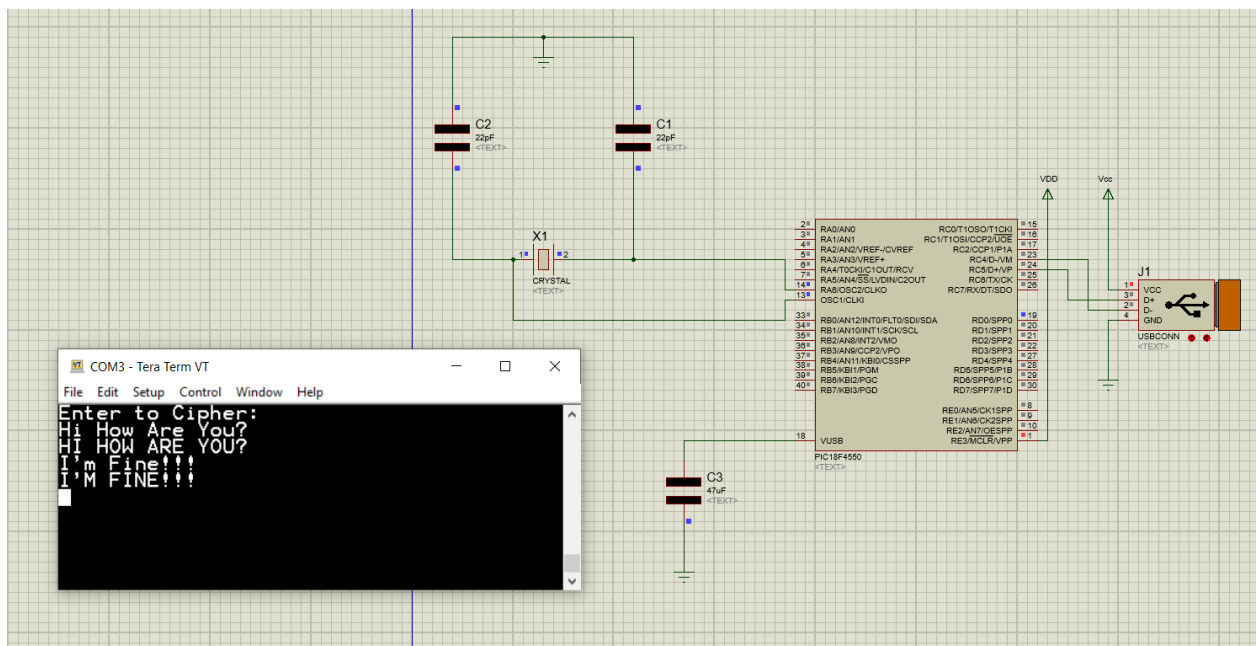 C2
22pF
<TEXT>
C1
22pF
<TEXT>
X1
1
2
CRYSTAL
<TEXT>
VDD
Vcc
2 RA0/AN0
3 RA1/AN1
4 RA2/AN2/VREF-/CVREF
5 RA3/AN3/VREF+
6 RA4/T0CKI/C1OUT/RCV
7 RA5/AN4/SS/LVDIN/C2OUT
14 RA6/OSC2/CLKO
13 OSC1/CLKI
33 RB0/AN12/INT0/FLT0/SDI/SDA
34 RB1/AN10/INT1/SCK/SCL
35 RB2/AN8/INT2/VMO
36 RB3/AN9/CCP2/VPO
37 RB4/AN11/KBI0/CSSPP
38 RB5/KBI1/PGM
39 RB6/KBI2/PGC
40 RB7/KBI3/PGD
18 VUSB
RC0/T1OSO/T1CKI 15
RC1/T1OSI/CCP2/UOE 16
RC2/CCP1/P1A 17
RC4/D-/VM 23
RC5/D+/VP 24
RC6/TX/CK 25
RC7/RX/DT/SDO 26
RD0/SPP0 19
RD1/SPP1 20
RD2/SPP2 21
RD3/SPP3 22
RD4/SPP4 27
RD5/SPP5/P1B 28
RD6/SPP6/P1C 29
RD7/SPP7/P1D 30
RE0/AN5/CK1SPP 8
RE1/AN6/CK2SPP 9
RE2/AN7/OESPP 10
RE3/MCLR/VPP 1
PIC18F4550
<TEXT>
J1
1 VCC
3 D+
2 D-
4 GND
USBCONN
<TEXT>
C3
47uF
<TEXT>
VT COM3 - Tera Term VT
File Edit Setup Control Window Help
Enter to Cipher:
Hi How Are You?
HI HOW ARE YOU?
I'm Fine!!!
I'M FINE!!!